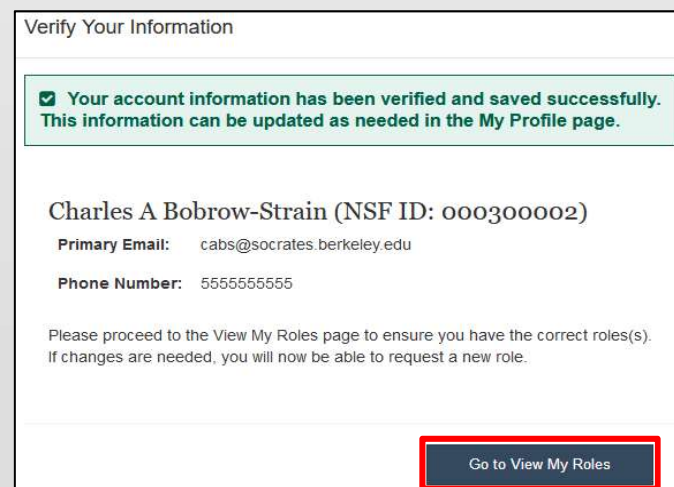 Verify Your Information
Your account information has been verified and saved successfully.
This information can be updated as needed in the My Profile page.
Charles A Bobrow-Strain (NSF ID: 000300002)
Primary Email: cabs@socrates.berkeley.edu
Phone Number: 5555555555
Please proceed to the View My Roles page to ensure you have the correct roles(s).
If changes are needed, you will now be able to request a new role.
Go to View My Roles